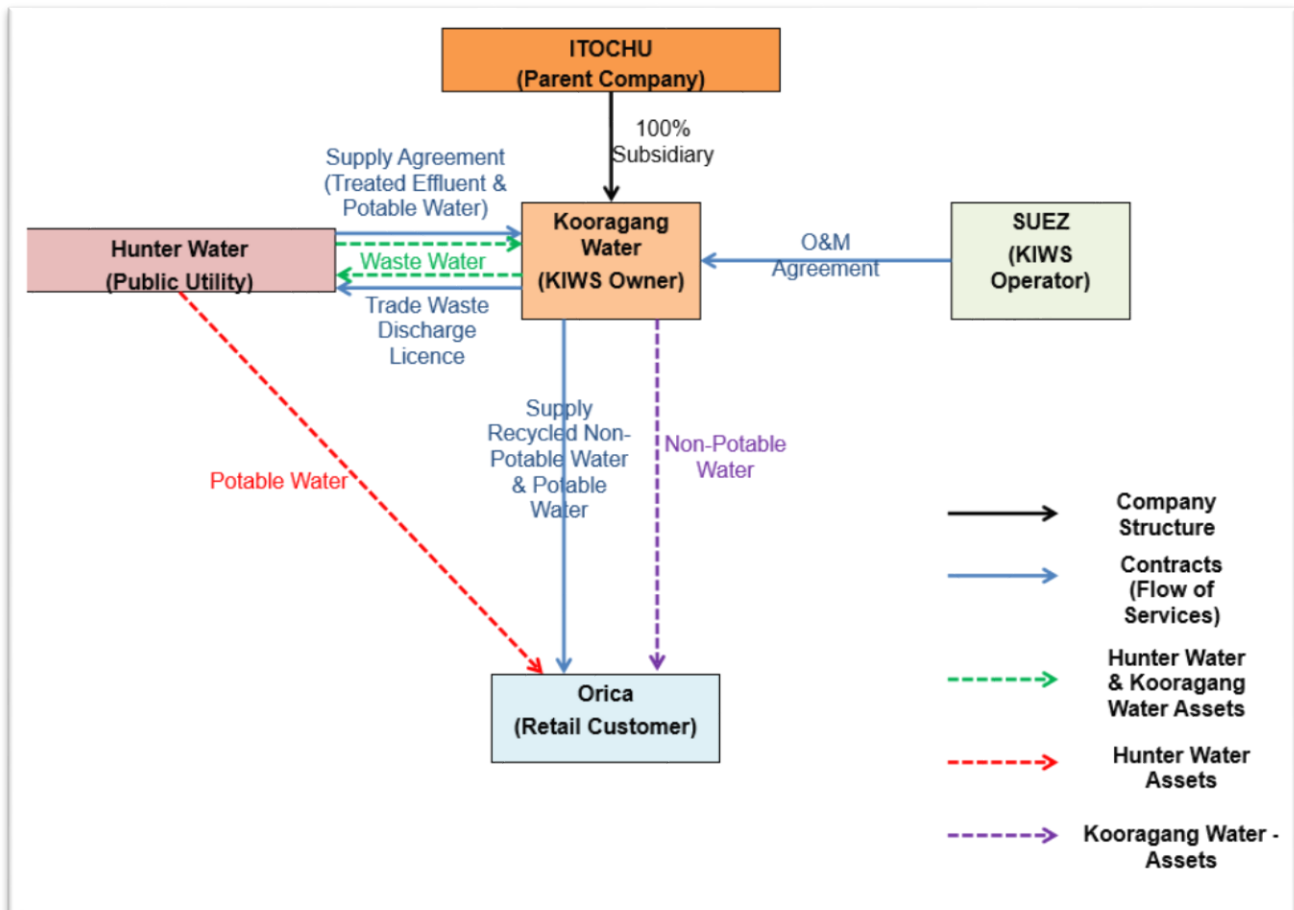 ITOCHU
(Parent Company)
100%
Subsidiary
Supply Agreement
(Treated Effluent &
Potable Water)
Hunter Water
(Public Utility)
Waste Water
Trade Waste
Discharge
Licence
Kooragang
Water
(KIWS Owner)
O&M
Agreement
SUEZ
(KIWS
Operator)
Supply
Recycled Non-
Potable Water
& Potable
Water
Non-Potable
Water
Potable Water
Orica
(Retail Customer)
Company
Structure
Contracts
(Flow of
Services)
Hunter Water
& Kooragang
Water Assets
Hunter Water
Assets
Kooragang Water -
Assets